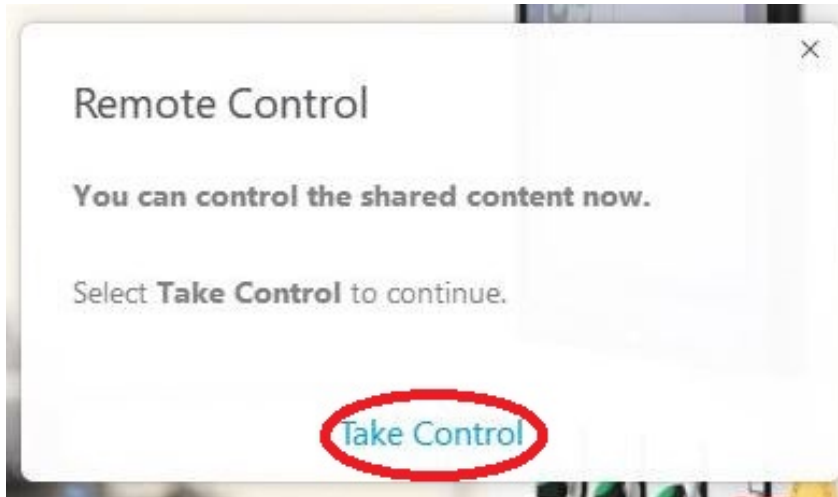 Remote Control
You can control the shared content now.
Select Take Control to continue.
Take Control